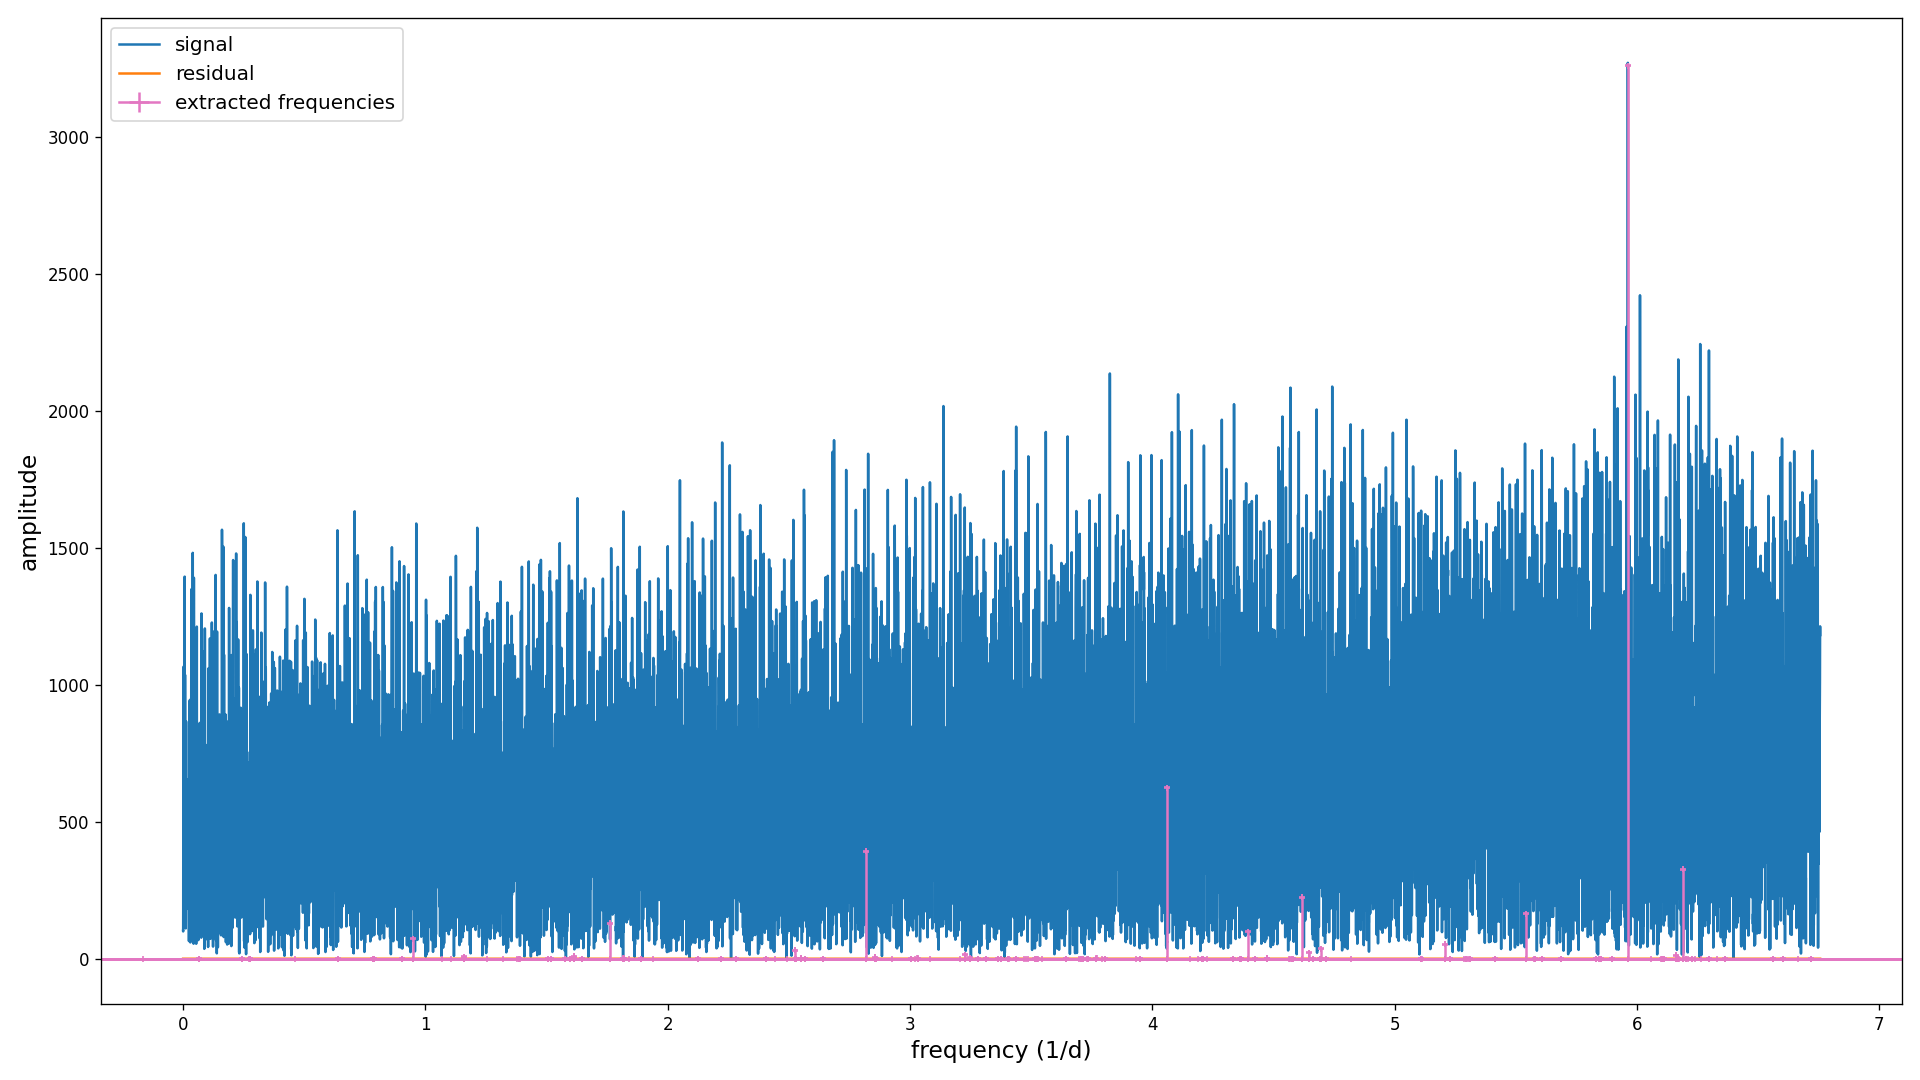 signal
residual
extracted frequencies
3000
2500
2000
1500
1000
500
0
amplitude
0 1 2 3 4 5 6 7
frequency (1/d)